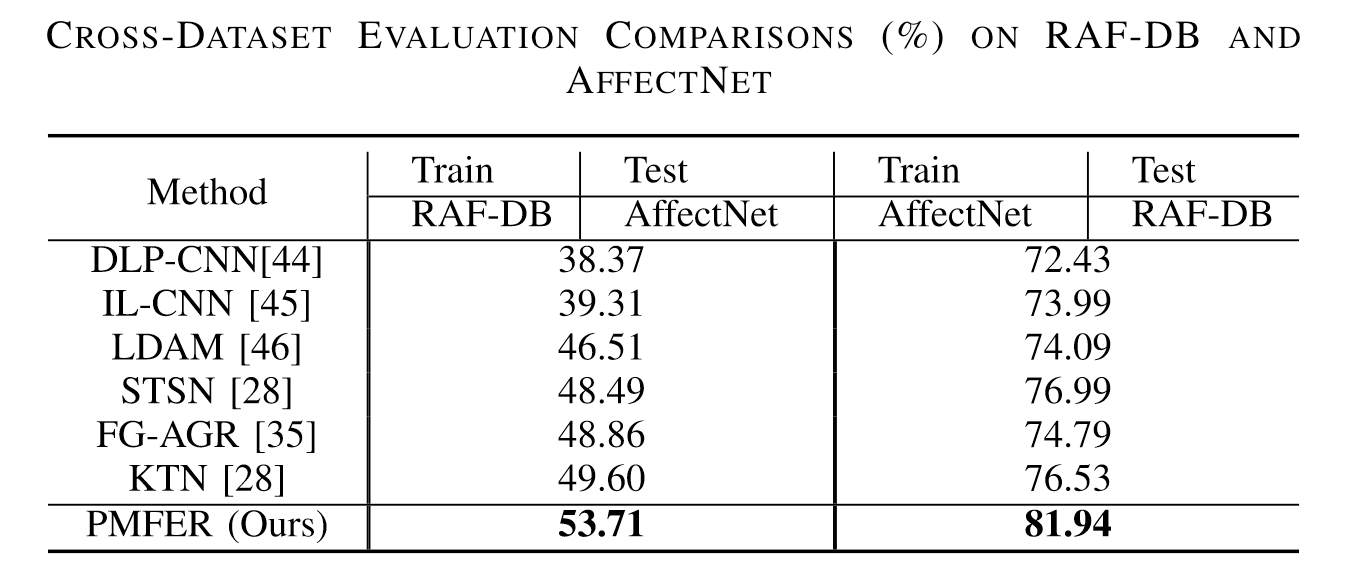 CROSS-DATASET EVALUATION COMPARISONS (%) ON RAF-DB AND
AFFECTNET
Method Train Test Train Test
RAF-DB AffectNet AffectNet RAF-DB
DLP-CNN[44] 38.37 72.43
IL-CNN [45] 39.31 73.99
LDAM [46] 46.51 74.09
STSN [28] 48.49 76.99
FG-AGR [35] 48.86 74.79
KTN [28] 49.60 76.53
PMFER (Ours) 53.71 81.94